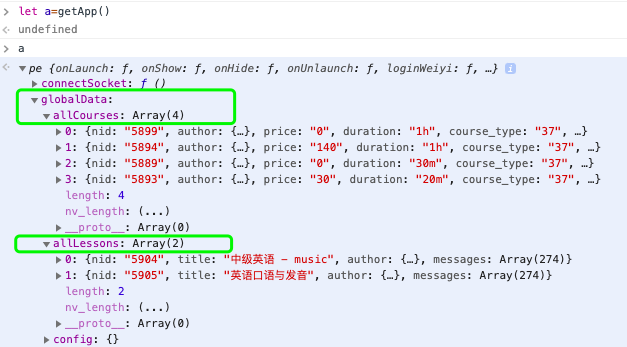 let a=getApp()
undefined
a
pe {onLaunch: ƒ, onShow: ƒ, onHide: ƒ, onUnlaunch: ƒ, loginWeiyi: ƒ, …} i
connectSocket: ƒ ()
globalData:
allCourses: Array(4)
0: {nid: "5899", author: {…}, price: "0", duration: "1h", course_type: "37", …}
1: {nid: "5894", author: {…}, price: "140", duration: "1h", course_type: "37", …}
2: {nid: "5889", author: {…}, price: "0", duration: "30m", course_type: "37", …}
3: {nid: "5893", author: {…}, price: "30", duration: "20m", course_type: "37", …}
length: 4
nv_length: (...)
__proto__: Array(0)
allLessons: Array(2)
0: {nid: "5904", title: "中级英语 – music", author: {…}, messages: Array(274)}
1: {nid: "5905", title: "英语口语与发音", author: {…}, messages: Array(274)}
length: 2
nv_length: (...)
__proto__: Array(0)
config: {}